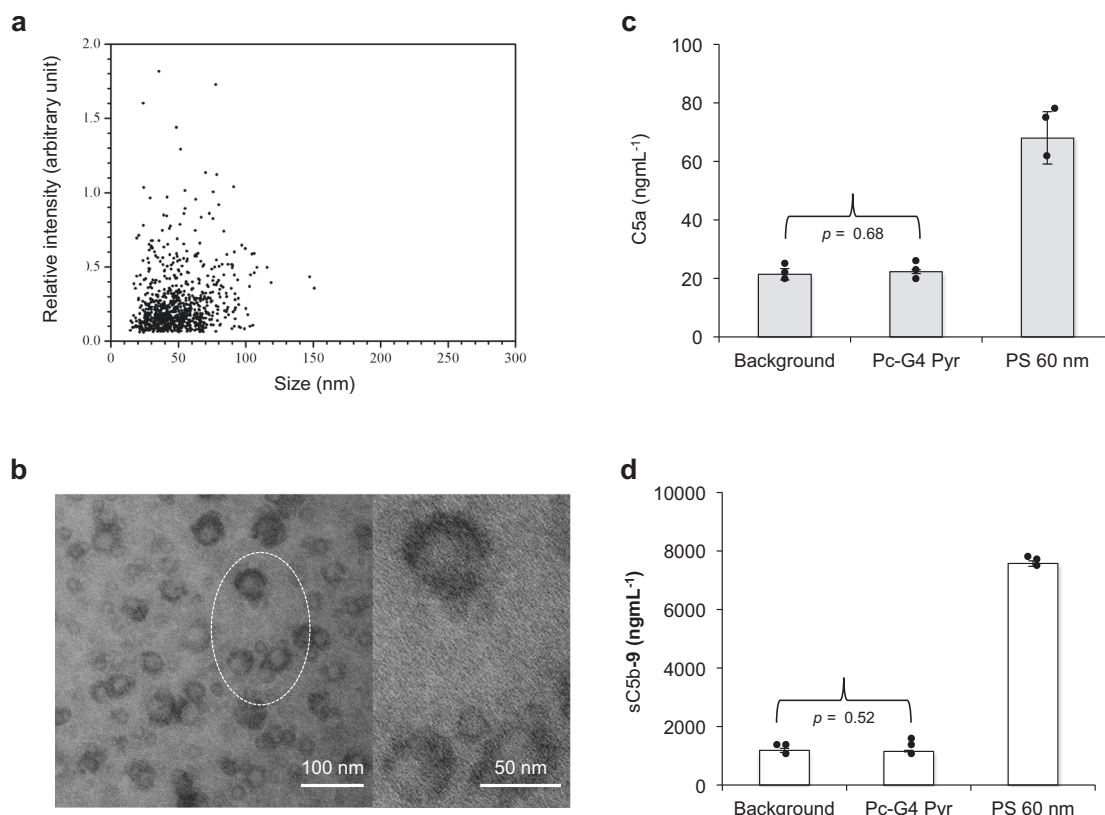 a
2.0
1.5
1.0
0.5
0.0
0
50
100
150
200
250
300
Relative intensity (arbitrary unit)
Size (nm)
b
100 nm
50 nm
c
100
80
60
40
20
0
C5a (ngmL-1)
p = 0.68
Background
Pc-G4 Pyr
PS 60 nm
d
10000
8000
6000
4000
2000
0
sC5b-9 (ngmL-1)
p = 0.52
Background
Pc-G4 Pyr
PS 60 nm